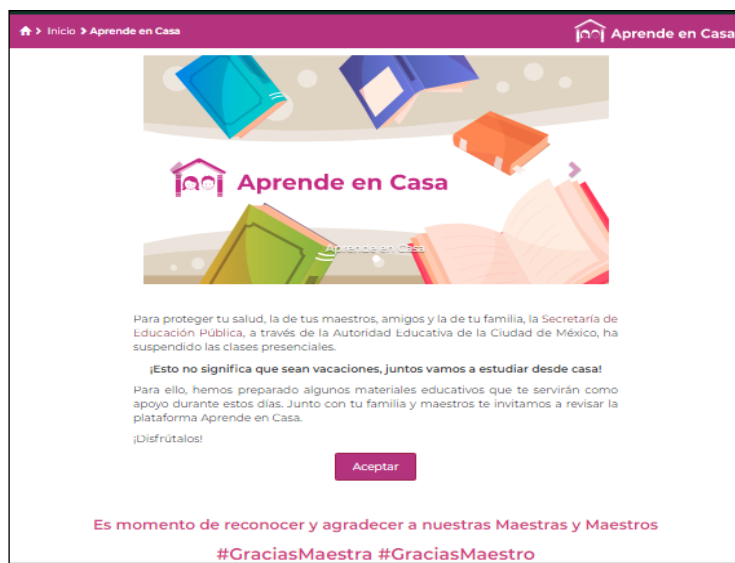 > Inicio > Aprende en Casa
Aprende en Casa
Aprende en Casa
Aprende en Casa
Para proteger tu salud, la de tus maestros, amigos y la de tu familia, la Secretaría de
Educación Pública, a través de la Autoridad Educativa de la Ciudad de México, ha
suspendido las clases presenciales.
¡Esto no significa que sean vacaciones, juntos vamos a estudiar desde casa!
Para ello, hemos preparado algunos materiales educativos que te servirán como
apoyo durante estos días. Junto con tu familia y maestros te invitamos a revisar la
plataforma Aprende en Casa.
¡Disfrútalos!
Aceptar
Es momento de reconocer y agradecer a nuestras Maestras y Maestros
#GraciasMaestra #GraciasMaestro